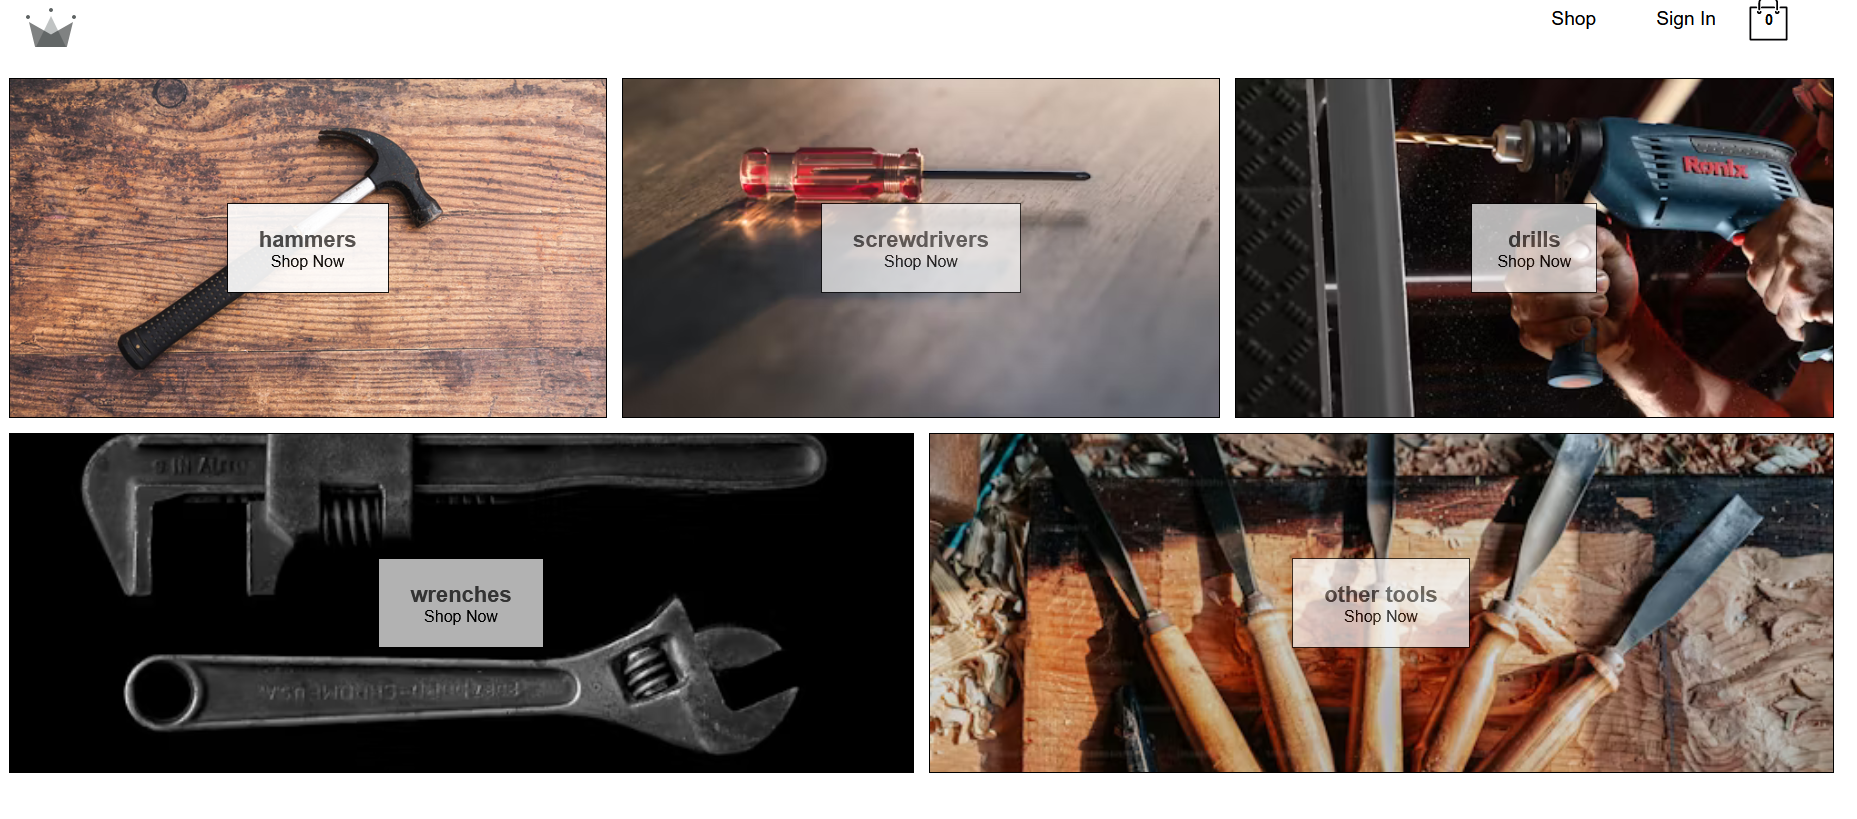 Shop
Sign In
0
hammers
Shop Now
screwdrivers
Shop Now
Ronix
drills
Shop Now
wrenches
Shop Now
other tools
Shop Now